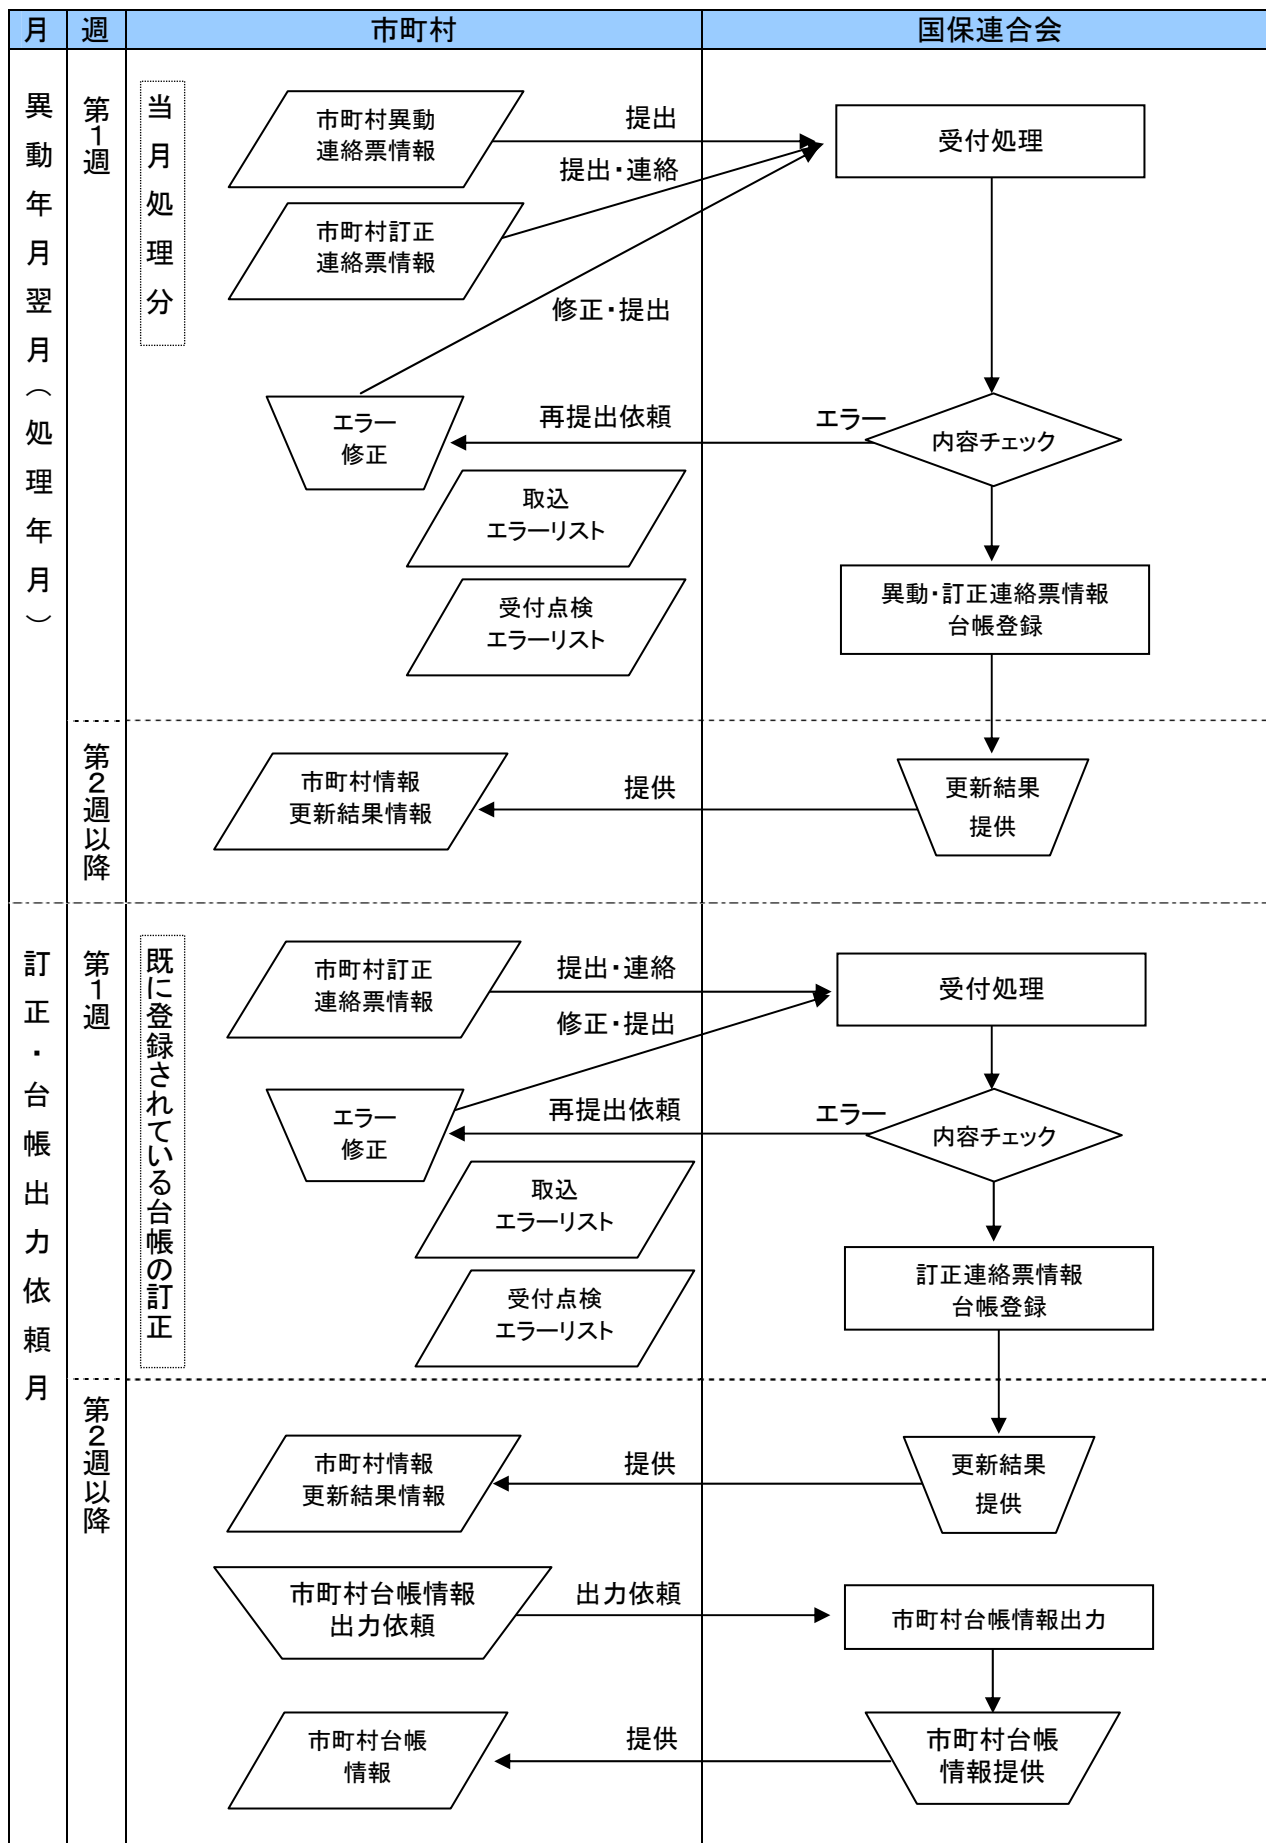 月
週
市町村
国保連合会
異動年月翌月（処理年月）
第1週
当月処理分
市町村異動
連絡票情報
提出
受付処理
提出・連絡
市町村訂正
連絡票情報
修正・提出
エラー
修正
再提出依頼
エラー
内容チェック
取込
エラーリスト
受付点検
エラーリスト
異動・訂正連絡票情報
台帳登録
第2週以降
市町村情報
更新結果情報
提供
更新結果
提供
訂正・台帳出力依頼月
第1週
既に登録されている台帳の訂正
市町村訂正
連絡票情報
提出・連絡
受付処理
修正・提出
エラー
修正
再提出依頼
エラー
内容チェック
取込
エラーリスト
受付点検
エラーリスト
訂正連絡票情報
台帳登録
第2週以降
市町村情報
更新結果情報
提供
更新結果
提供
市町村台帳情報
出力依頼
出力依頼
市町村台帳情報出力
市町村台帳
情報
提供
市町村台帳
情報提供